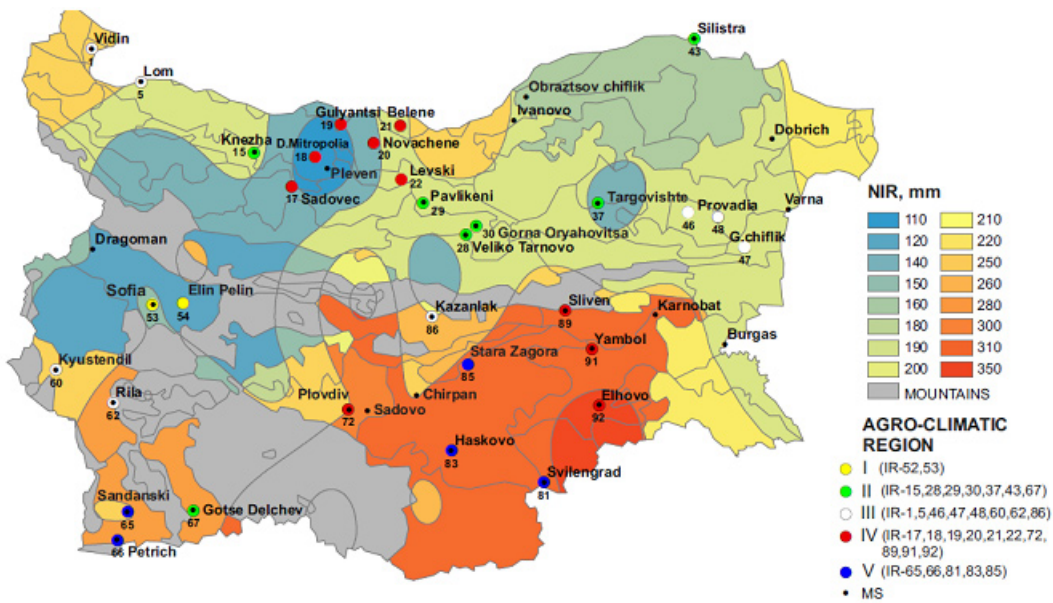 Silistra
43
Vidin
1
Lom
5
Obraztsov chiflik
Ivanovo
Gulyantsi
19
Belene
21
Dobrich
Knezha
15
D.Mitropolia
18
Novachene
20
Pleven
Levski
22
17
Sadovec
Pavlikeni
29
Targovishte
37
Provadia
46
48
Varna
30
Gorna Oryahovitsa
28
Veliko Tarnovo
G.chiflik
47
Dragoman
Sofia
53
Elin Pelin
54
Kazanlak
86
Sliven
89
Karnobat
Burgas
Yambol
91
Stara Zagora
85
Kyustendil
60
Rila
62
Plovdiv
72
Sadovo
Chirpan
Elhovo
92
Haskovo
83
Svilengrad
81
Sandanski
65
67
Gotse Delchev
66
Petrich
NIR, mm
110 210
120 220
140 250
150 260
160 280
180 300
190 310
200 350
MOUNTAINS
AGRO-CLIMATIC
REGION
I (IR-52,53)
II (IR-15,28,29,30,37,43,67)
III (IR-1,5,46,47,48,60,62,86)
IV (IR-17,18,19,20,21,22,72,
89,91,92)
V (IR-65,66,81,83,85)
MS